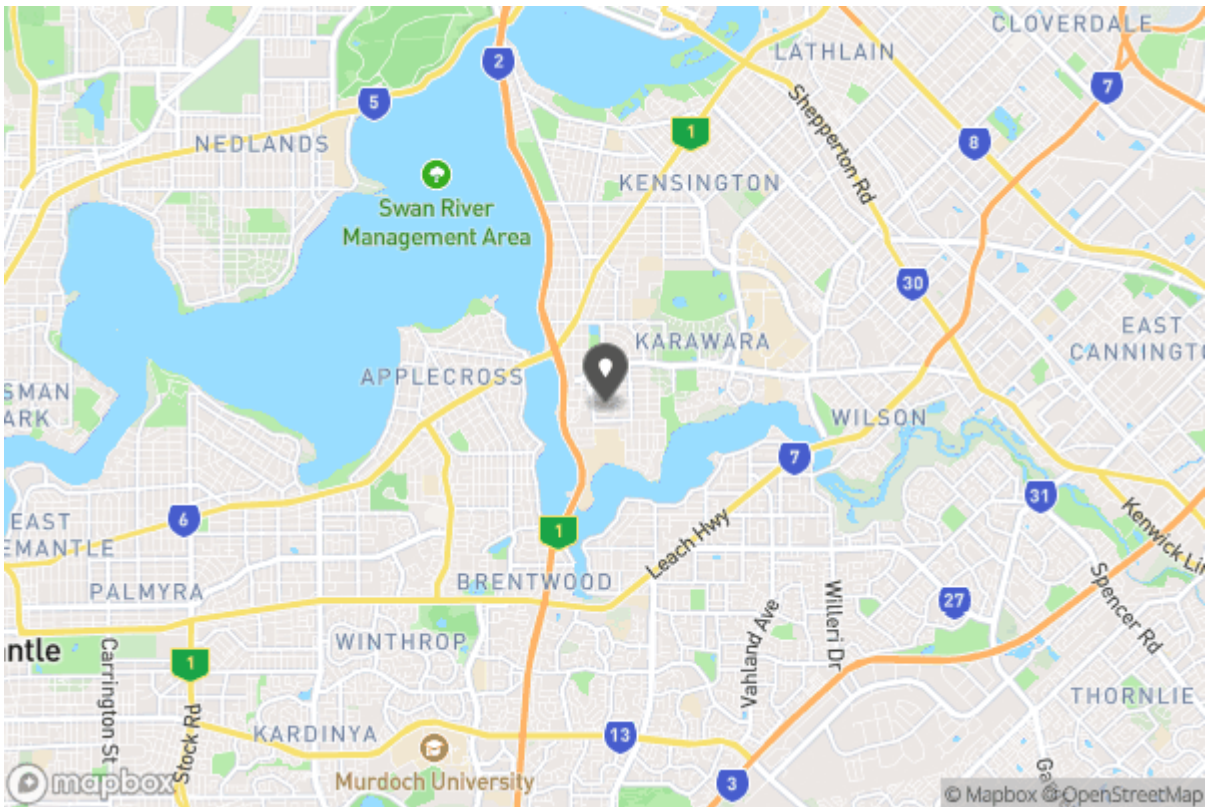 CLOVERDALE
LATHLAIN
2
7
5
NEDLANDS
1
8
Shepperton Rd
KENSINGTON
Swan River
Management Area
30
EAST
CANNINGTO
KARAWARA
APPLECROSS
SMAN
ARK
WILSON
7
31
6
EAST
EMANTLE
1
Leach Hwy
Kenwick Lin
BRENTWOOD
PALMYRA
27
Spencer Rd
Willeri Dr
Vahland Ave
WINTHROP
ntle
Carrington St
1
Stock Rd
THORNLIE
KARDINYA
13
Murdoch University
3
Ga
mapbox
© Mapbox © OpenStreetMap